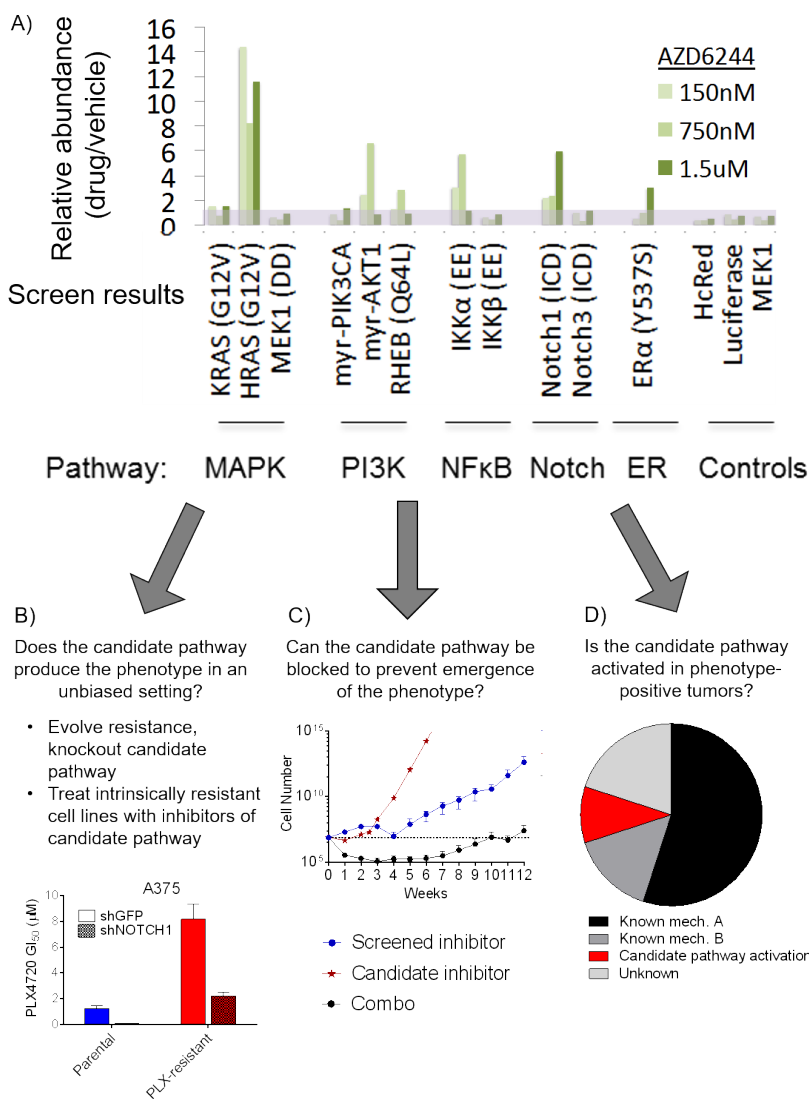 A)
Relative abundance
(drug/vehicle)
16
14
12
10
8
6
4
2
0
AZD6244
150nM
750nM
1.5uM
Screen results
KRAS (G12V)
HRAS (G12V)
MEK1 (DD)
myr-PIK3CA
myr-AKT1
RHEB (Q64L)
IKKα (EE)
IKKβ (EE)
Notch1 (ICD)
Notch3 (ICD)
ERα (Y537S)
HcRed
Luciferase
MEK1
Pathway: MAPK PI3K NFκB Notch ER Controls
B)
Does the candidate pathway
produce the phenotype in an
unbiased setting?
• Evolve resistance,
knockout candidate
pathway
• Treat intrinsically resistant
cell lines with inhibitors of
candidate pathway
A375
shGFP
shNOTCH1
PLX4720 GI50 (µM)
10
8
6
4
2
0
Parental
PLX-resistant
C)
Can the candidate pathway be
blocked to prevent emergence
of the phenotype?
Cell Number
10^15
10^10
10^5
0 1 2 3 4 5 6 7 8 9 10 11 12
Weeks
Screened inhibitor
Candidate inhibitor
Combo
D)
Is the candidate pathway
activated in phenotype-
positive tumors?
Known mech. A
Known mech. B
Candidate pathway activation
Unknown